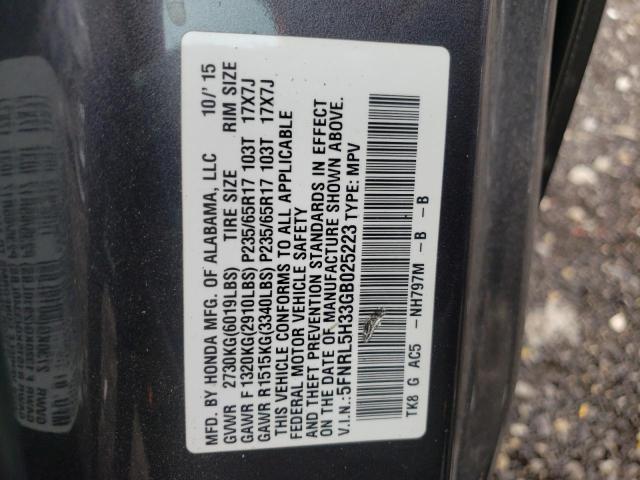 MFD. BY HONDA MFG. OF ALABAMA, LLC 10/'15
GVWR 2730KG(6019LBS) TIRE SIZE RIM SIZE
GAWR F 1320KG(2910LBS) P235/65R17 103T 17X7J
GAWR R1515KG(3340LBS) P235/65R17 103T 17X7J
THIS VEHICLE CONFORMS TO ALL APPLICABLE
FEDERAL MOTOR VEHICLE SAFETY
AND THEFT PREVENTION STANDARDS IN EFFECT
ON THE DATE OF MANUFACTURE SHOWN ABOVE.
V.I.N.:5FNRL5H33GB025223 TYPE: MPV
TK8 G AC5 -NH797M -B -B